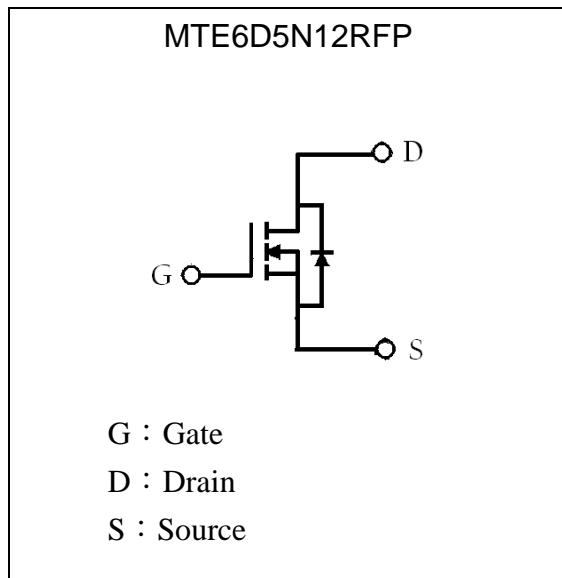 MTE6D5N12RFP
D
G
S
G：Gate
D：Drain
S：Source